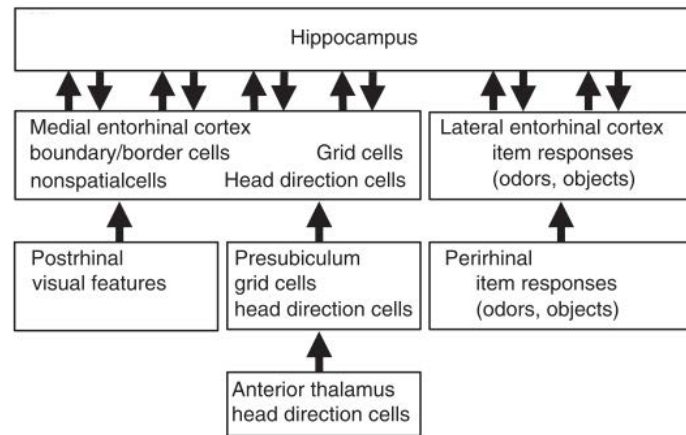 Hippocampus
Medial entorhinal cortex
boundary/border cells Grid cells
nonspatialcells Head direction cells
Lateral entorhinal cortex
item responses
(odors, objects)
Postrhinal
visual features
Presubiculum
grid cells
head direction cells
Perirhinal
item responses
(odors, objects)
Anterior thalamus
head direction cells